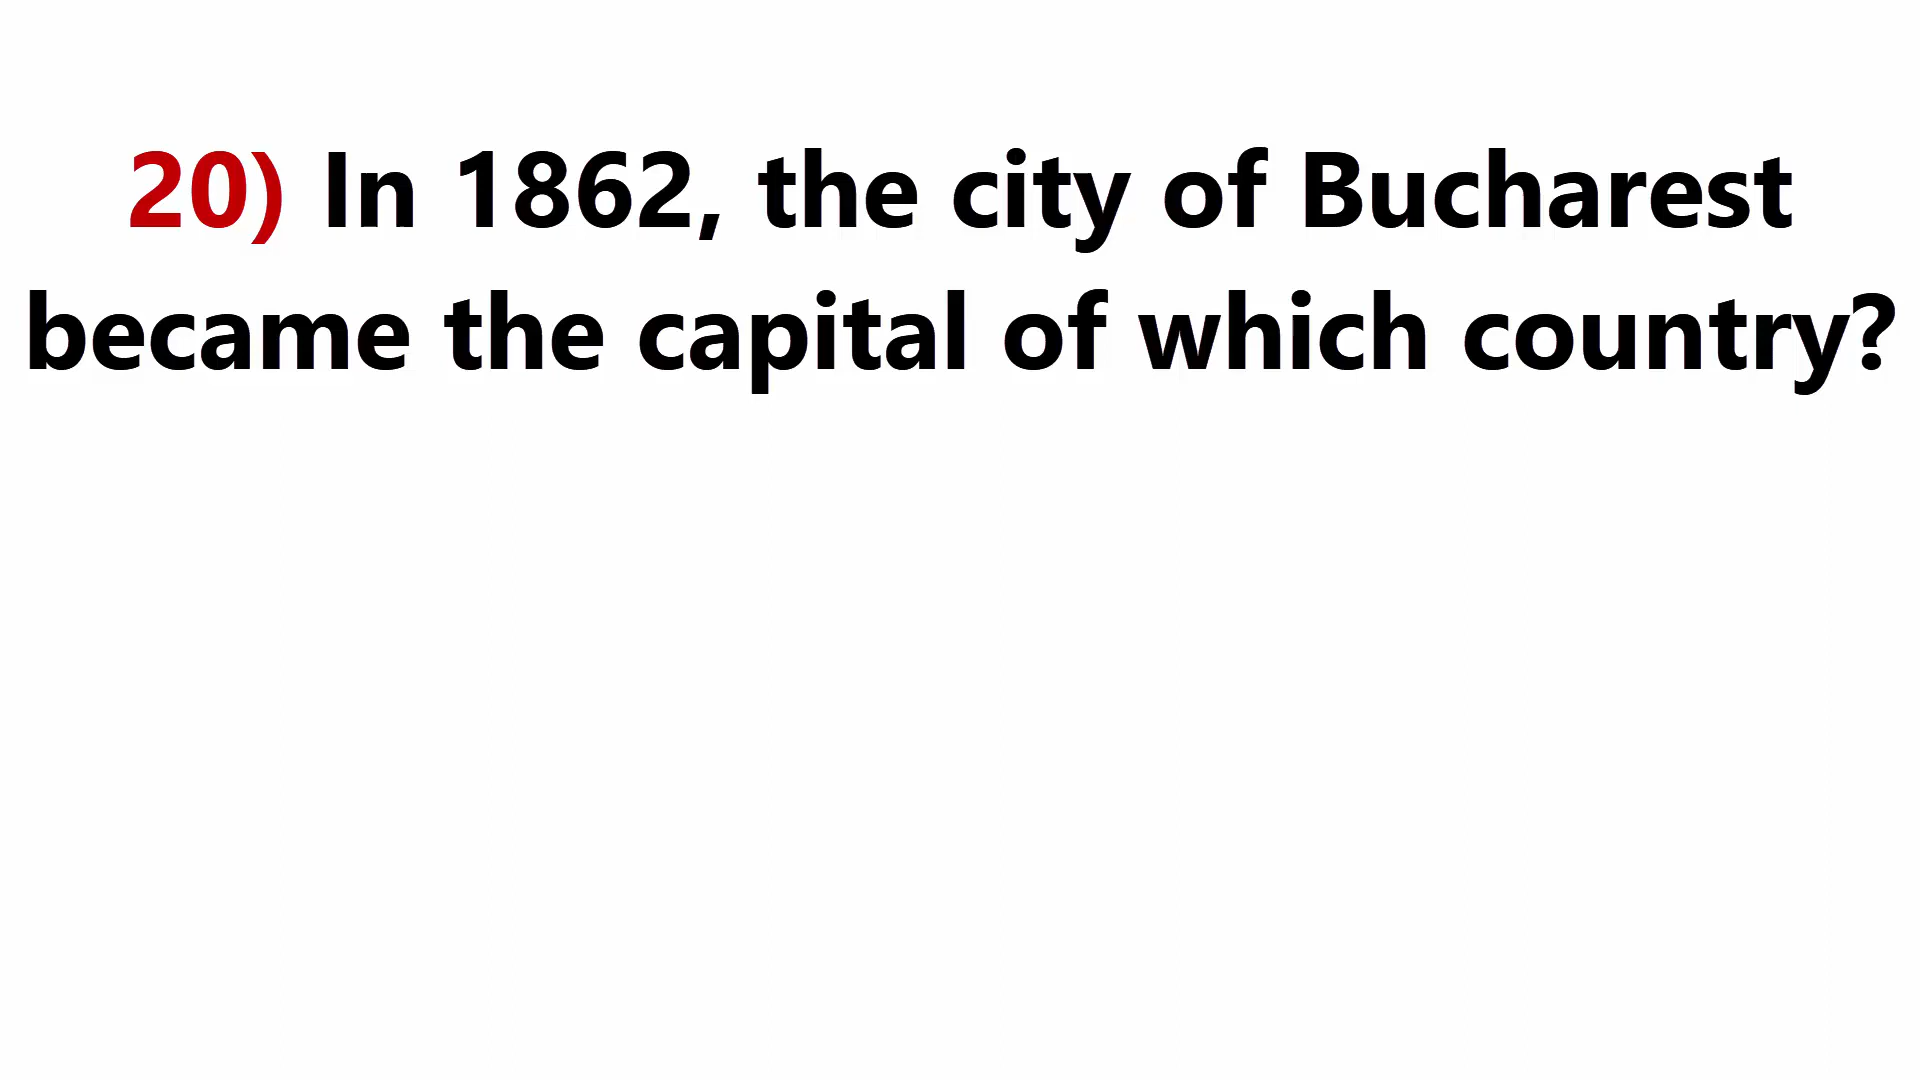 20) In 1862, the city of Bucharest
became the capital of which country?